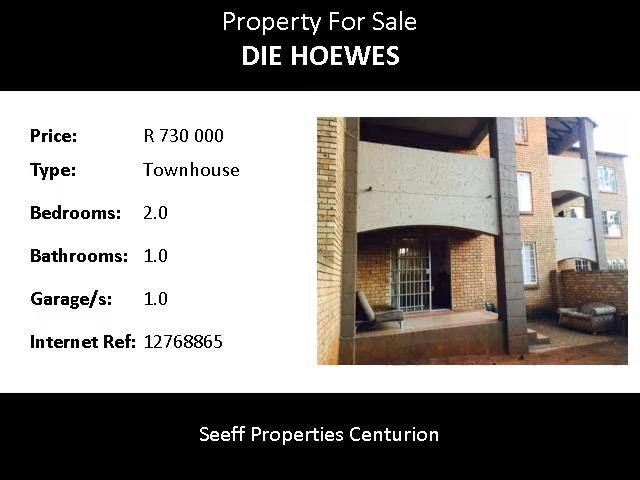 Property For Sale
DIE HOEWES
Price: R 730 000
Type: Townhouse
Bedrooms: 2.0
Bathrooms: 1.0
Garage/s: 1.0
Internet Ref: 12768865
Seeff Properties Centurion